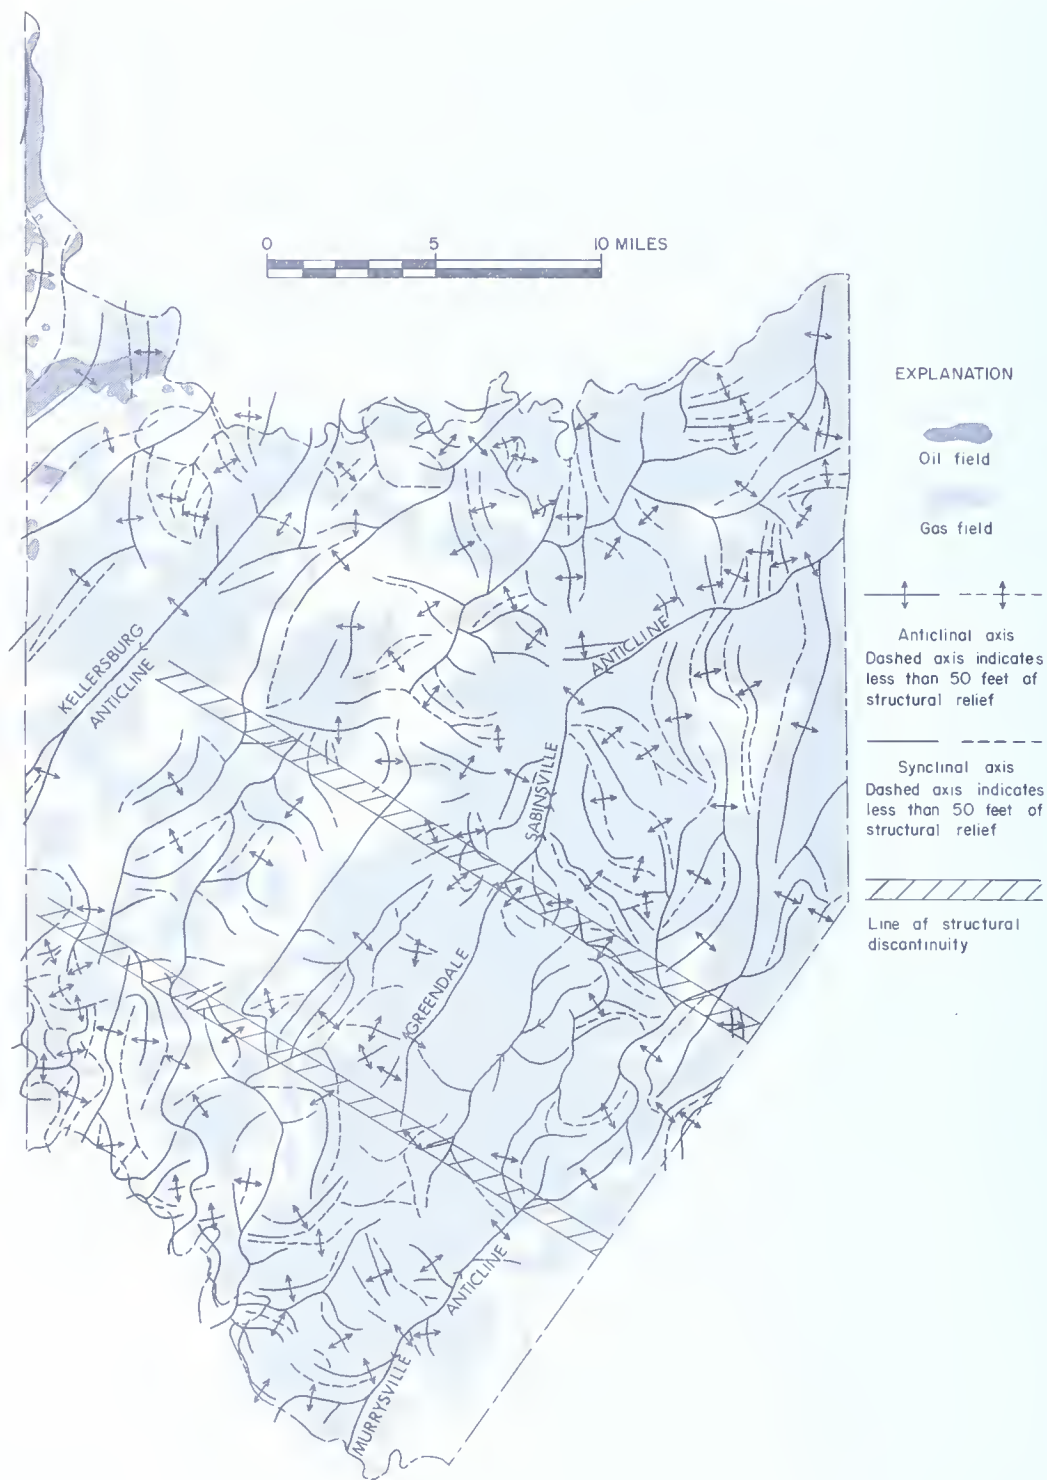 0 5 10 MILES
EXPLANATION
Oil field
Gas field
Anticlinal axis
Dashed axis indicates
less than 50 feet of
structural relief
Synclinal axis
Dashed axis indicates
less than 50 feet of
structural relief
Line of structural
discontinuity
KELLERSBURG
ANTICLINE
ANTICLINE
SABINSVILLE
GREENDALE
ANTICLINE
MURRYSVILLE